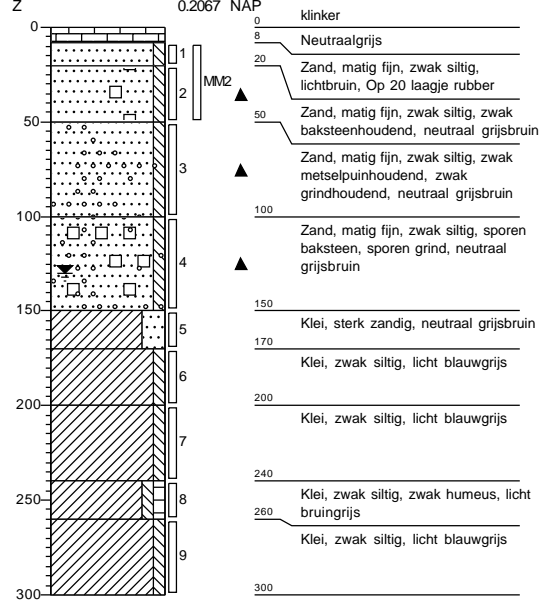 Z 0.2067 NAP
0
50
100
150
200
250
300
1
2
3
4
5
6
7
8
9
MM2
0
klinker
8
Neutraalgrijs
20
Zand, matig fijn, zwak siltig,
lichtbruin, Op 20 laagje rubber
50
Zand, matig fijn, zwak siltig, zwak
baksteenhoudend, neutraal grijsbruin
Zand, matig fijn, zwak siltig, zwak
metselpuinhoudend, zwak
grindhoudend, neutraal grijsbruin
100
Zand, matig fijn, zwak siltig, sporen
baksteen, sporen grind, neutraal
grijsbruin
150
Klei, sterk zandig, neutraal grijsbruin
170
Klei, zwak siltig, licht blauwgrijs
200
Klei, zwak siltig, licht blauwgrijs
240
Klei, zwak siltig, zwak humeus, licht
bruingrijs
260
Klei, zwak siltig, licht blauwgrijs
300